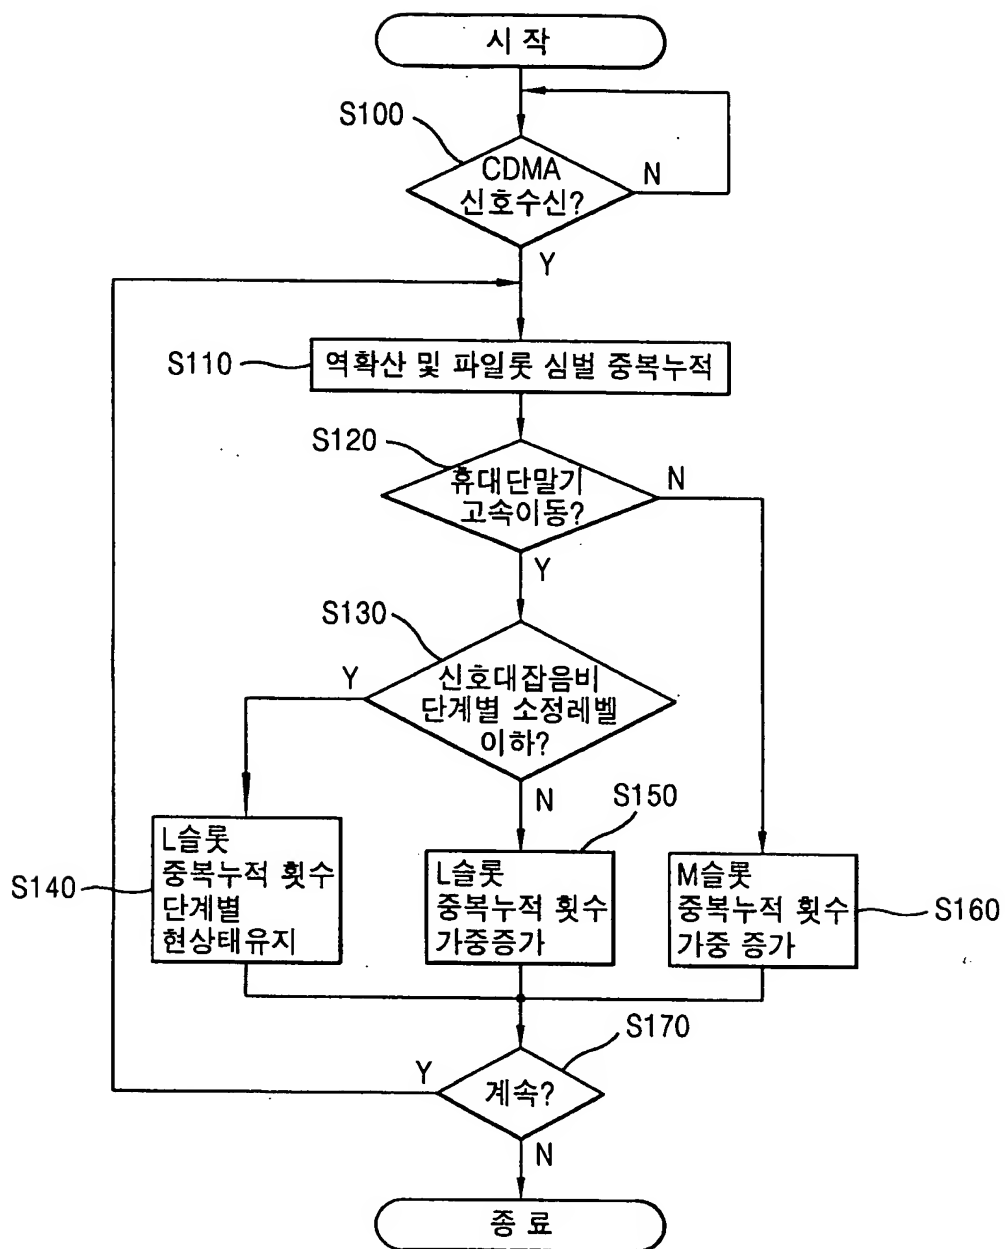 시 작
S100
CDMA
신호수신?
N
Y
S110
역확산 및 파일롯 심벌 중복누적
S120
휴대단말기
고속이동?
N
Y
S130
Y
신호대잡음비
단계별 소정레벨
이하?
N
S140
L슬롯
중복누적 횟수
단계별
현상태유지
S150
L슬롯
중복누적 횟수
가중증가
M슬롯
중복누적 횟수
가중 증가
S160
S170
Y
계속?
N
종 료